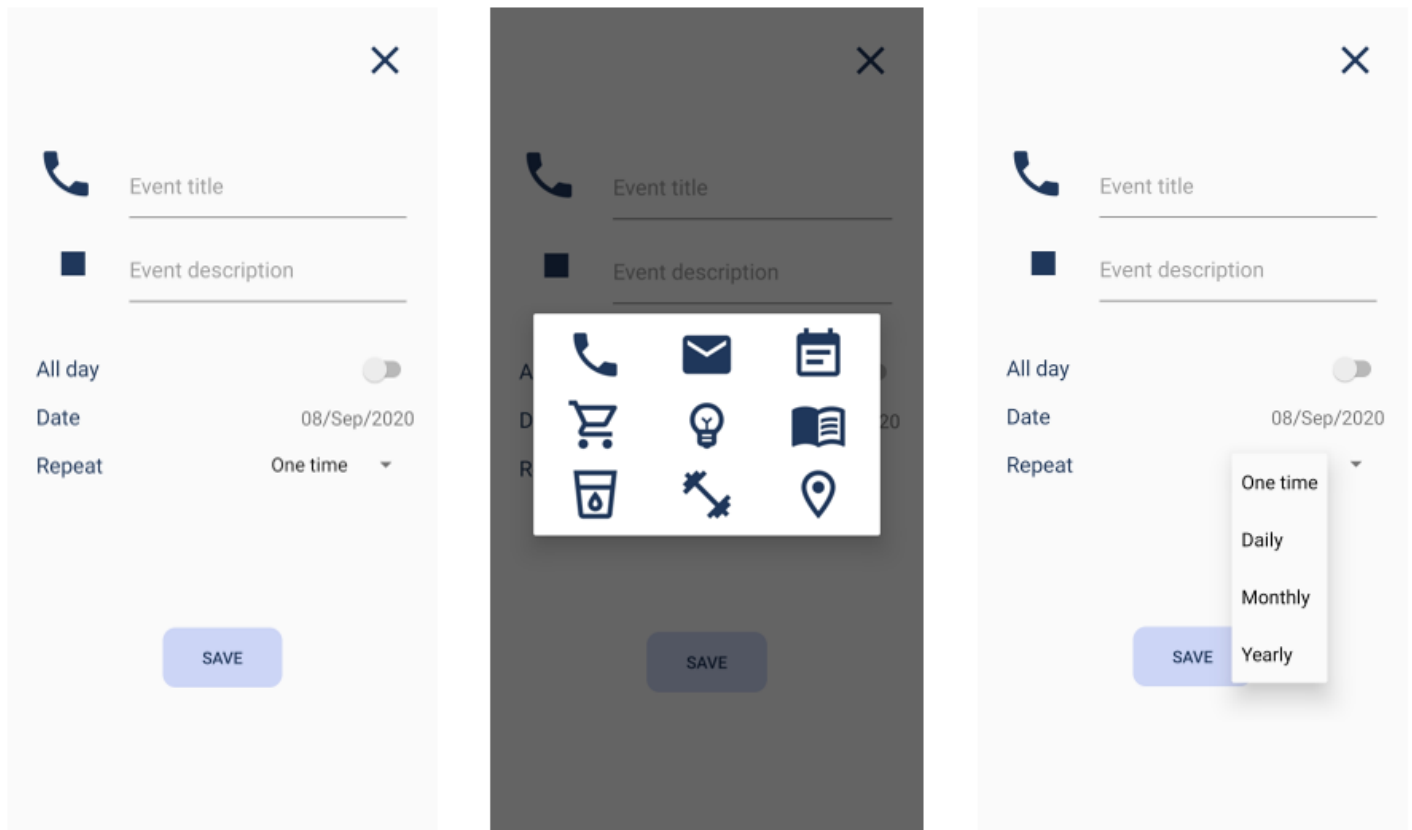 Event title
Event description
All day
Date 08/Sep/2020
Repeat One time
SAVE
Event title
Event description
A
D 20
R
SAVE
Event title
Event description
All day
Date 08/Sep/2020
Repeat
One time
Daily
Monthly
SAVE Yearly